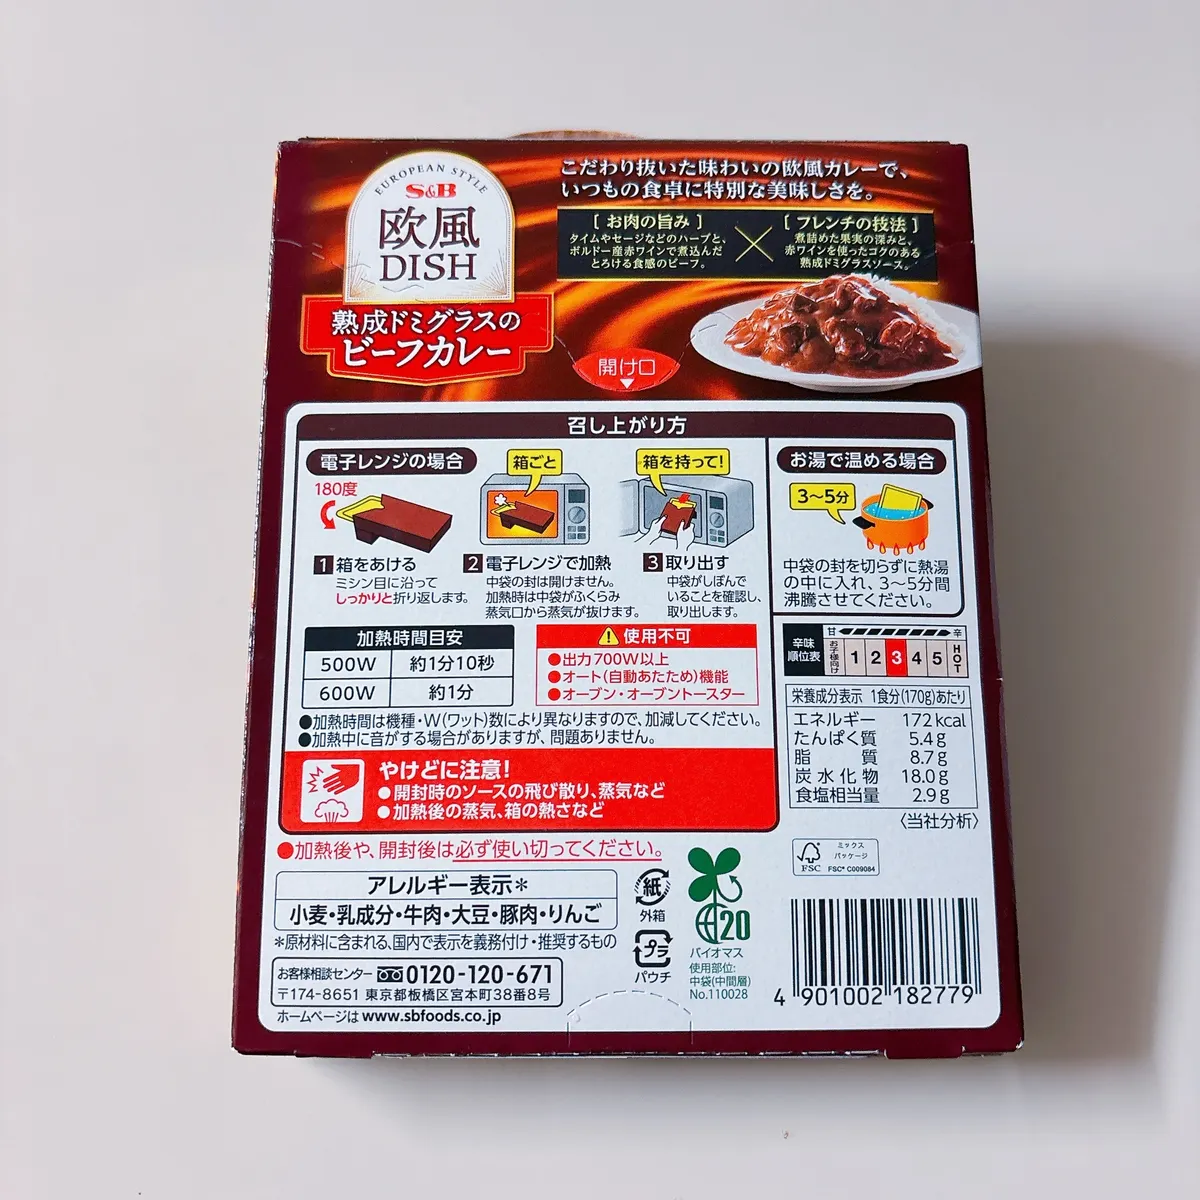 EUROPEAN STYLE
S&B
欧風
DISH
熟成ドミグラスの
ビーフカレー
こだわり抜いた味わいの欧風カレーで、
いつもの食卓に特別な美味しさを。
[ お肉の旨み ]
タイムやセージなどのハーブと、
ボルドー産赤ワインで煮込んだ
とろける食感のビーフ。
[ フレンチの技法 ]
煮詰めた果実の深みと、
赤ワインを使ったコクのある
熟成ドミグラスソース。
開け口
召し上がり方
電子レンジの場合
180度
1 箱をあける
ミシン目に沿って
しっかりと折り返します。
箱ごと
2 電子レンジで加熱
中袋の封は開けません。
加熱時は中袋がふくらみ
蒸気口から蒸気が抜けます。
箱を持って!
3 取り出す
中袋がしぼんで
いることを確認し、
取り出します。
お湯で温める場合
3〜5分
中袋の封を切らずに熱湯
の中に入れ、3〜5分間
沸騰させてください。
加熱時間目安
500W 約1分10秒
600W 約1分
使用不可
●出力700W以上
●オート(自動あたため)機能
●オーブン・オーブントースター
●加熱時間は機種・W(ワット)数により異なりますので、加減してください。
●加熱中に音がする場合がありますが、問題ありません。
やけどに注意!
●開封時のソースの飛び散り、蒸気など
●加熱後の蒸気、箱の熱さなど
辛味
順位表
甘 辛
お子様向け 1 2 3 4 5 HOT
栄養成分表示 1食分(170g)あたり
エネルギー 172kcal
たんぱく質 5.4g
脂質 8.7g
炭水化物 18.0g
食塩相当量 2.9g
〈当社分析〉
●加熱後や、開封後は必ず使い切ってください。
アレルギー表示*
小麦・乳成分・牛肉・大豆・豚肉・りんご
*原材料に含まれる、国内で表示を義務付け・推奨するもの
お客様相談センター 0120-120-671
〒174-8651 東京都板橋区宮本町38番8号
ホームページは www.sbfoods.co.jp
紙
外箱
プラ
パウチ
20
バイオマス
使用部位:
中袋(中間層)
No.110028
FSC
ミックス
パッケージ
FSC® C009084
4 901002 182779